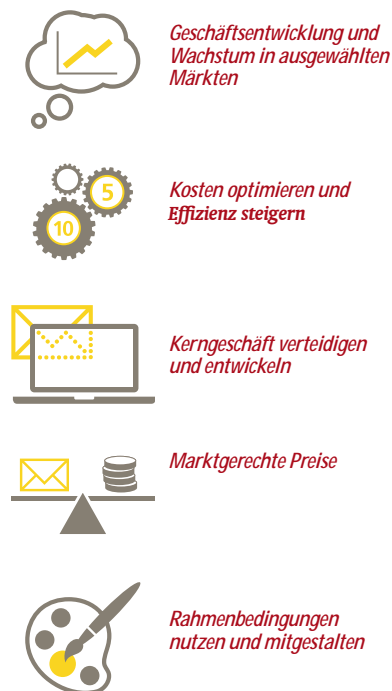 Geschäftsentwicklung und
Wachstum in ausgewählten
Märkten
5
10
Kosten optimieren und
Effizienz steigern
Kerngeschäft verteidigen
und entwickeln
Marktgerechte Preise
Rahmenbedingungen
nutzen und mitgestalten